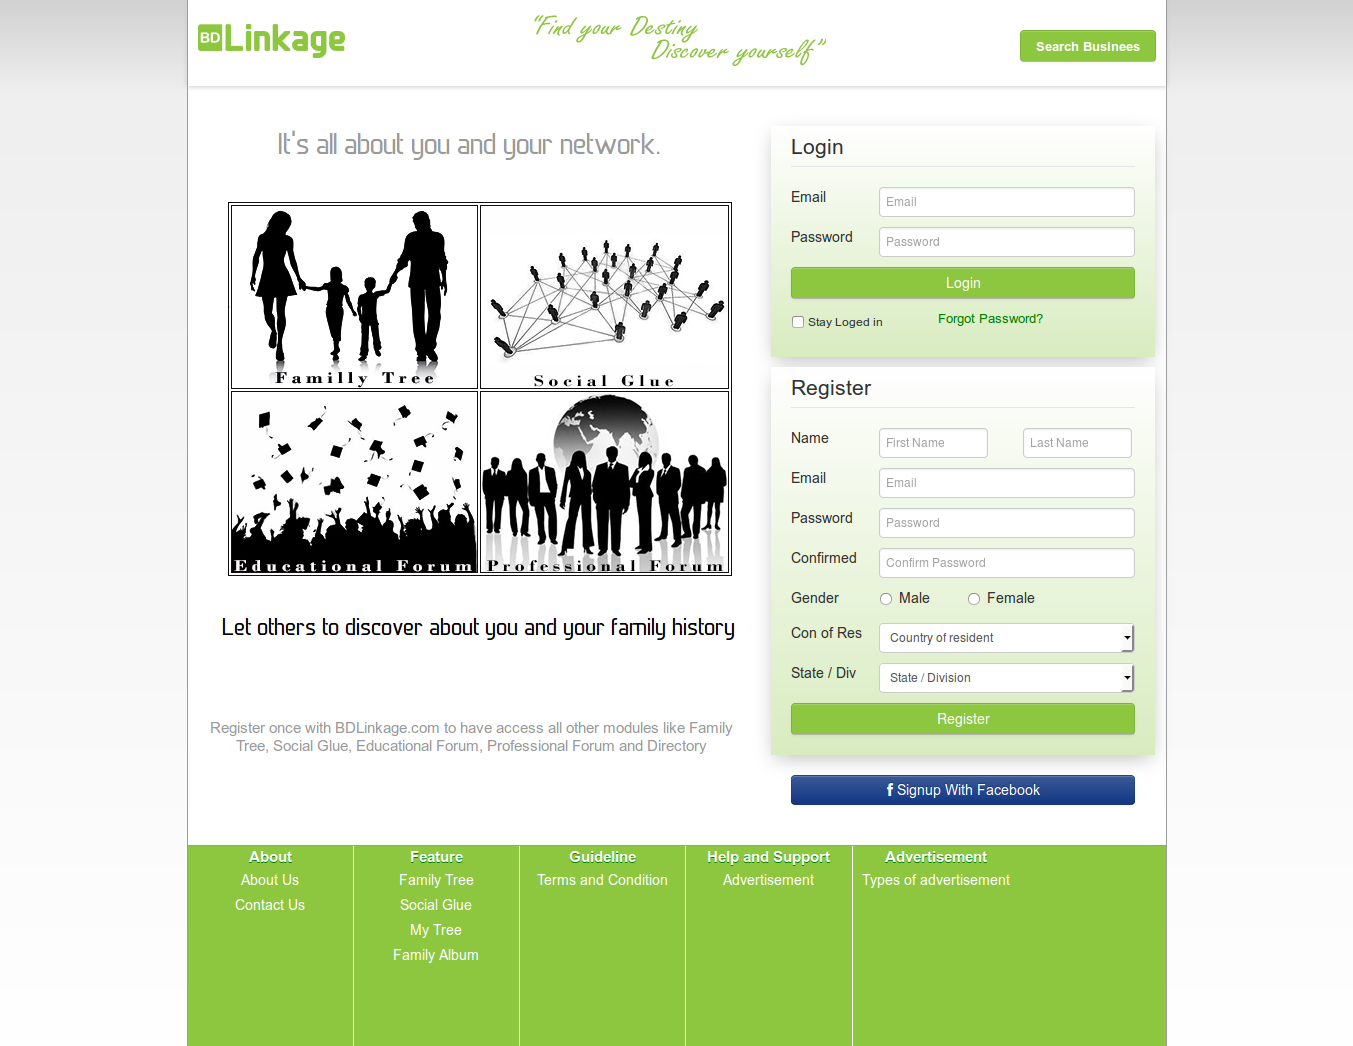 BD Linkage
“Find your Destiny
Discover yourself”
Search Businees
It's all about you and your network.
Familly Tree
Social Glue
Educational Forum
Professional Forum
Let others to discover about you and your family history
Register once with BDLinkage.com to have access all other modules like Family
Tree, Social Glue, Educational Forum, Professional Forum and Directory
Login
Email
Email
Password
Password
Login
Stay Loged in
Forgot Password?
Register
Name
First Name
Last Name
Email
Email
Password
Password
Confirmed
Confirm Password
Gender
Male
Female
Con of Res
Country of resident
State / Div
State / Division
Register
f Signup With Facebook
About
About Us
Contact Us
Feature
Family Tree
Social Glue
My Tree
Family Album
Guideline
Terms and Condition
Help and Support
Advertisement
Advertisement
Types of advertisement